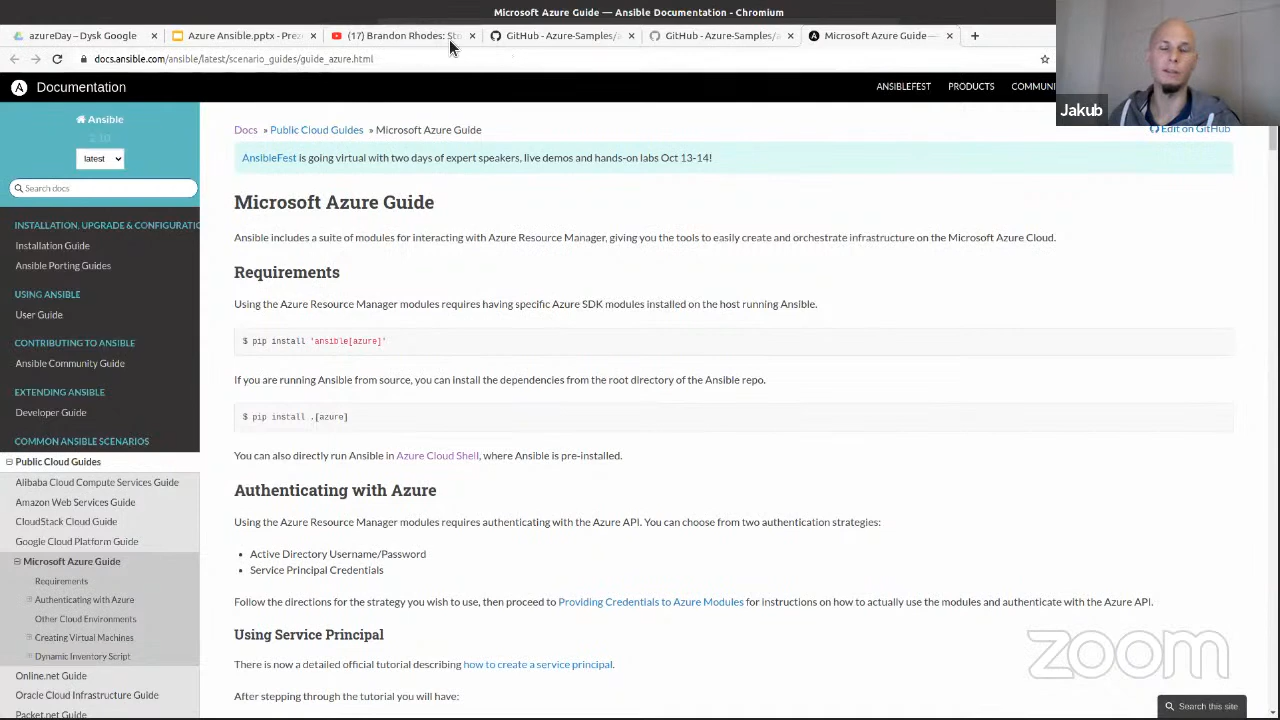 Microsoft Azure Guide — Ansible Documentation - Chromium
azureDay – Dysk Google
Azure Ansible.pptx - Prez
(17) Brandon Rhodes: Sto
GitHub - Azure-Samples/a
GitHub - Azure-Samples/a
Microsoft Azure Guide —
docs.ansible.com/ansible/latest/scenario_guides/guide_azure.html
Documentation
ANSIBLEFEST
PRODUCTS
COMMUNI
Jakub
Ansible
2.10
latest
Search docs
INSTALLATION, UPGRADE & CONFIGURATIO
Installation Guide
Ansible Porting Guides
USING ANSIBLE
User Guide
CONTRIBUTING TO ANSIBLE
Ansible Community Guide
EXTENDING ANSIBLE
Developer Guide
COMMON ANSIBLE SCENARIOS
Public Cloud Guides
Alibaba Cloud Compute Services Guide
Amazon Web Services Guide
CloudStack Cloud Guide
Google Cloud Platform Guide
Microsoft Azure Guide
Requirements
Authenticating with Azure
Other Cloud Environments
Creating Virtual Machines
Dynamic Inventory Script
Online.net Guide
Oracle Cloud Infrastructure Guide
Packet.net Guide
Docs » Public Cloud Guides » Microsoft Azure Guide
Edit on GitHub
AnsibleFest is going virtual with two days of expert speakers, live demos and hands-on labs Oct 13-14!
Microsoft Azure Guide
Ansible includes a suite of modules for interacting with Azure Resource Manager, giving you the tools to easily create and orchestrate infrastructure on the Microsoft Azure Cloud.
Requirements
Using the Azure Resource Manager modules requires having specific Azure SDK modules installed on the host running Ansible.
$ pip install 'ansible[azure]'
If you are running Ansible from source, you can install the dependencies from the root directory of the Ansible repo.
$ pip install .[azure]
You can also directly run Ansible in Azure Cloud Shell, where Ansible is pre-installed.
Authenticating with Azure
Using the Azure Resource Manager modules requires authenticating with the Azure API. You can choose from two authentication strategies:
• Active Directory Username/Password
• Service Principal Credentials
Follow the directions for the strategy you wish to use, then proceed to Providing Credentials to Azure Modules for instructions on how to actually use the modules and authenticate with the Azure API.
Using Service Principal
There is now a detailed official tutorial describing how to create a service principal.
After stepping through the tutorial you will have:
zoom
Search this site